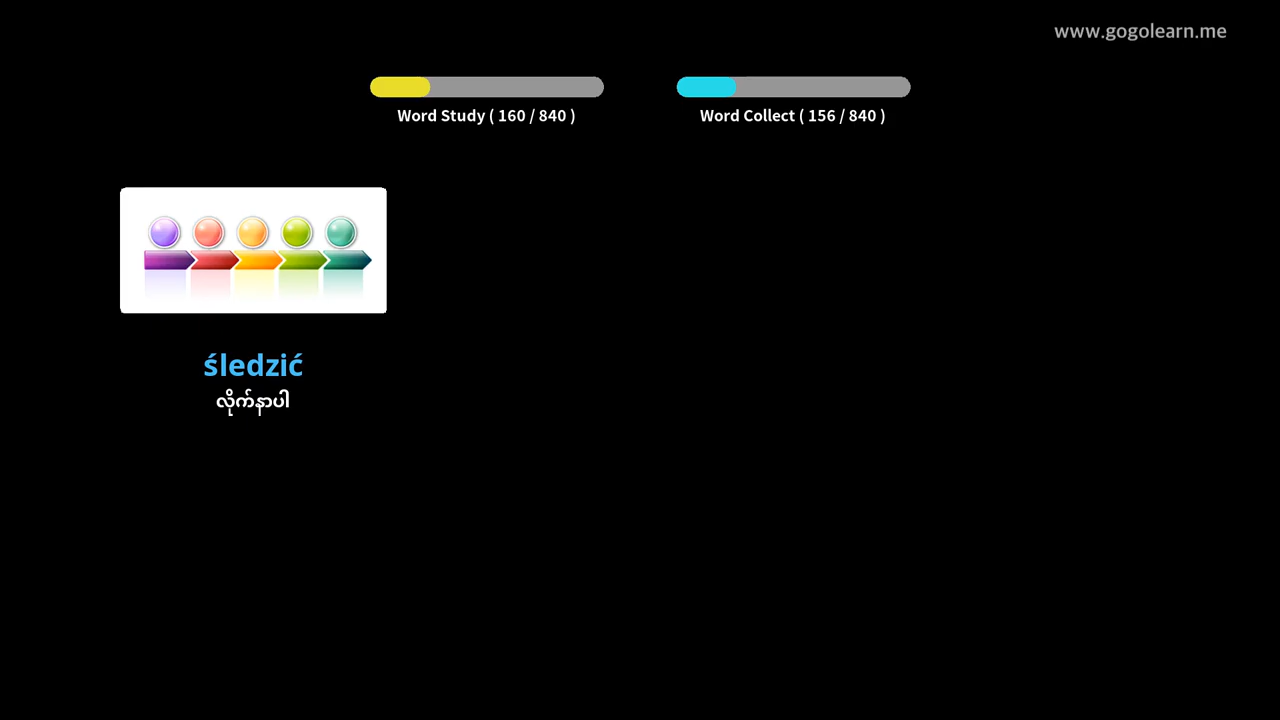 www.gogolearn.me
Word Study ( 160 / 840 )
Word Collect ( 156 / 840 )
śledzić
လိုက်နာပါ